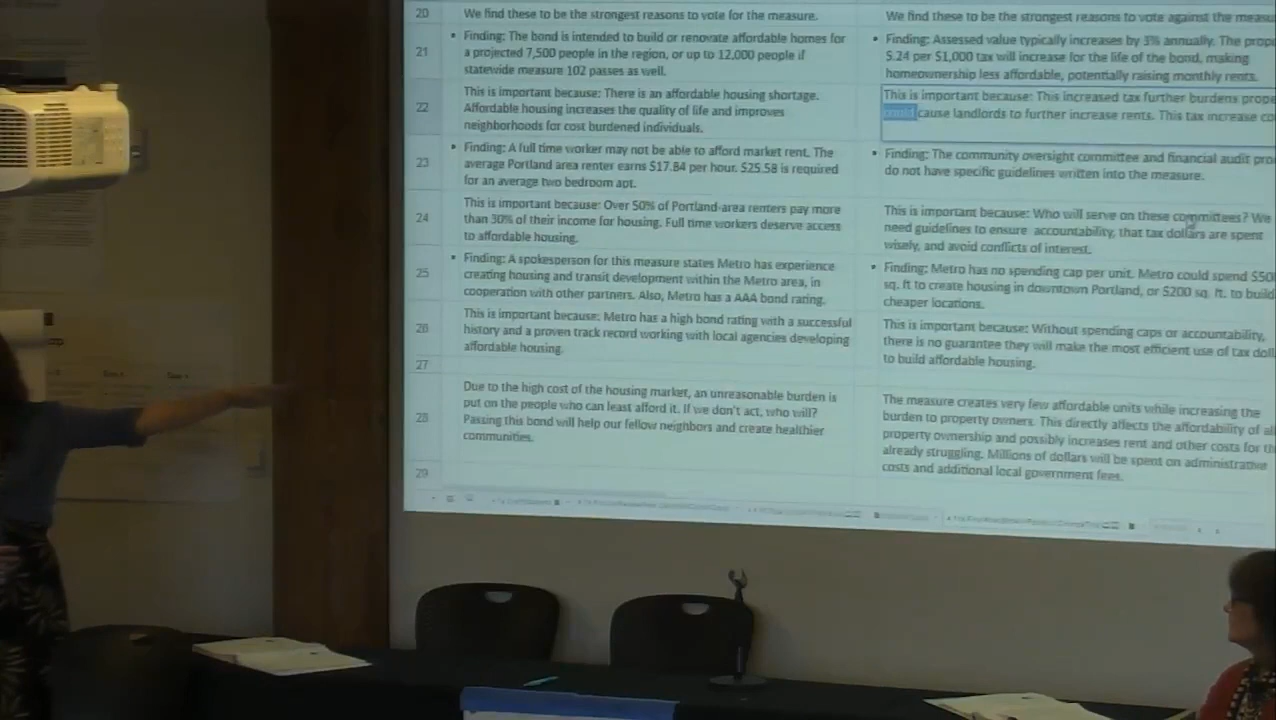 20
We find these to be the strongest reasons to vote for the measure.
We find these to be the strongest reasons to vote against the
21
• Finding: The bond is intended to build or renovate affordable homes for
a projected 7,500 people in the region, or up to 12,000 people if
statewide measure 102 passes as well.
• Finding: Assessed value typically increases by 3% annually. The
$.24 per $1,000 tax will increase for the life of the bond, making
homeownership less affordable, potentially raising monthly rents.
22
This is important because: There is an affordable housing shortage.
Affordable housing increases the quality of life and improves
neighborhoods for cost burdened individuals.
This is important because: This increased tax further burdens
cause landlords to further increase rents. This tax increase
23
• Finding: A full time worker may not be able to afford market rent. The
average Portland area renter earns $17.84 per hour. $25.58 is required
for an average two bedroom apt.
• Finding: The community oversight committee and financial audit
do not have specific guidelines written into the measure.
24
This is important because: Over 50% of Portland-area renters pay more
than 30% of their income for housing. Full time workers deserve access
to affordable housing.
This is important because: Who will serve on these committees? We
need guidelines to ensure accountability, that tax dollars are spent
wisely, and avoid conflicts of interest.
25
• Finding: A spokesperson for this measure states Metro has experience
creating housing and transit development within the Metro area, in
cooperation with other partners. Also, Metro has a AAA bond rating.
• Finding: Metro has no spending cap per unit. Metro could spend
sq. ft to create housing in downtown Portland, or $200 sq. ft. to build
cheaper locations.
26
This is important because: Metro has a high bond rating with a successful
history and a proven track record working with local agencies developing
affordable housing.
This is important because: Without spending caps or accountability,
there is no guarantee they will make the most efficient use of tax
to build affordable housing.
27
28
Due to the high cost of the housing market, an unreasonable burden is
put on the people who can least afford it. If we don't act, who will?
Passing this bond will help our fellow neighbors and create healthier
communities.
The measure creates very few affordable units while increasing the
burden to property owners. This directly affects the affordability of
property ownership and possibly increases rent and other costs for
already struggling. Millions of dollars will be spent on administrative
costs and additional local government fees.
29